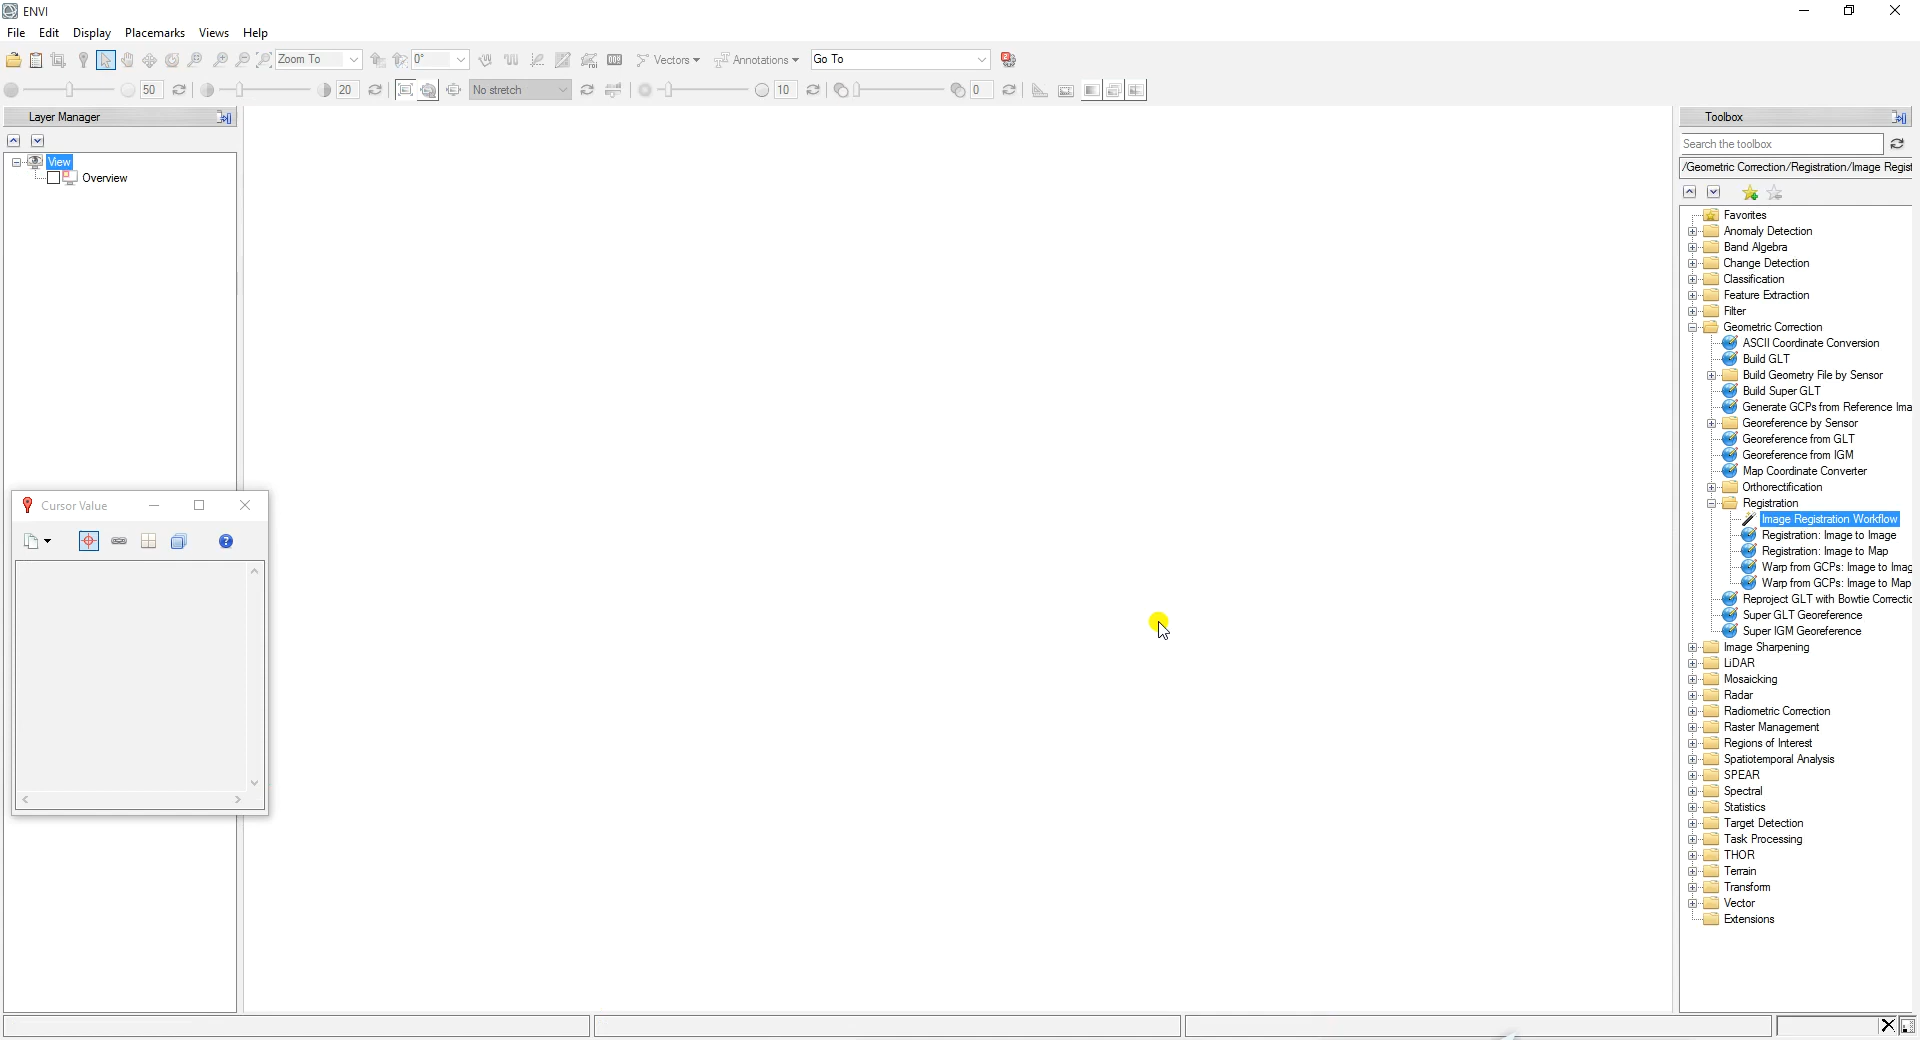 ENVI
File Edit Display Placemarks Views Help
Zoom To 0° Vectors Annotations Go To
50 20 No stretch 10 0
Layer Manager
View
Overview
Cursor Value
Toolbox
Search the toolbox
/Geometric Correction/Registration/Image Regist
Favorites
Anomaly Detection
Band Algebra
Change Detection
Classification
Feature Extraction
Filter
Geometric Correction
ASCII Coordinate Conversion
Build GLT
Build Geometry File by Sensor
Build Super GLT
Generate GCPs from Reference Ima
Georeference by Sensor
Georeference from GLT
Georeference from IGM
Map Coordinate Converter
Orthorectification
Registration
Image Registration Workflow
Registration: Image to Image
Registration: Image to Map
Warp from GCPs: Image to Imag
Warp from GCPs: Image to Map
Reproject GLT with Bowtie Correctic
Super GLT Georeference
Super IGM Georeference
Image Sharpening
LiDAR
Mosaicking
Radar
Radiometric Correction
Raster Management
Regions of Interest
Spatiotemporal Analysis
SPEAR
Spectral
Statistics
Target Detection
Task Processing
THOR
Terrain
Transform
Vector
Extensions